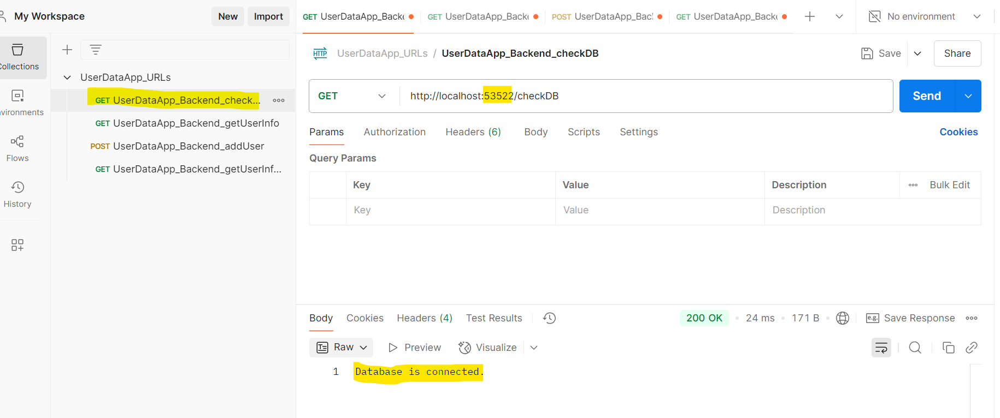 My Workspace
New
Import
GET UserDataApp_Backe
GET UserDataApp_Back
POST UserDataApp_Bac
GET UserDataApp_Back
No environment
Collections
UserDataApp_URLs / UserDataApp_Backend_checkDB
Save
Share
UserDataApp_URLs
GET UserDataApp_Backend_check...
GET UserDataApp_Backend_getUserInfo
POST UserDataApp_Backend_addUser
GET UserDataApp_Backend_getUserInf...
vironments
Flows
History
HTTP
GET
http://localhost:53522/checkDB
Send
Params
Authorization
Headers (6)
Body
Scripts
Settings
Cookies
Query Params
Key
Value
Description
Bulk Edit
Key
Value
Description
Body
Cookies
Headers (4)
Test Results
200 OK
24 ms
171 B
e.g.
Save Response
Raw
Preview
Visualize
1 Database is connected.